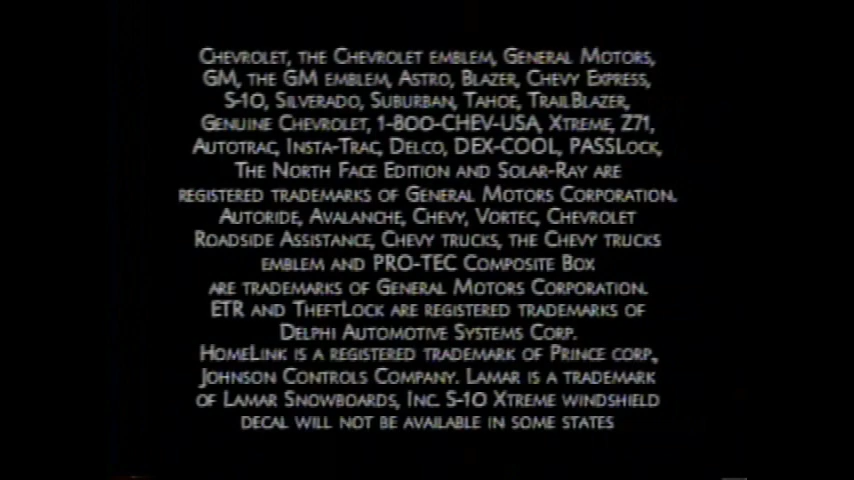 Chevrolet, the Chevrolet emblem, General Motors,
GM, the GM emblem, Astro, Blazer, Chevy Express,
S-10, Silverado, Suburban, Tahoe, TrailBlazer,
Genuine Chevrolet, 1-800-CHEV-USA, Xtreme, Z71,
Autotrac, Insta-Trac, Delco, DEX-COOL, PASSLock,
The North Face Edition and Solar-Ray are
registered trademarks of General Motors Corporation.
Autoride, Avalanche, Chevy, Vortec, Chevrolet
Roadside Assistance, Chevy trucks, the Chevy trucks
emblem and PRO-TEC Composite Box
are trademarks of General Motors Corporation.
ETR and TheftLock are registered trademarks of
Delphi Automotive Systems Corp.
HomeLink is a registered trademark of Prince corp.,
Johnson Controls Company. Lamar is a trademark
of Lamar Snowboards, Inc. S-10 Xtreme windshield
decal will not be available in some states